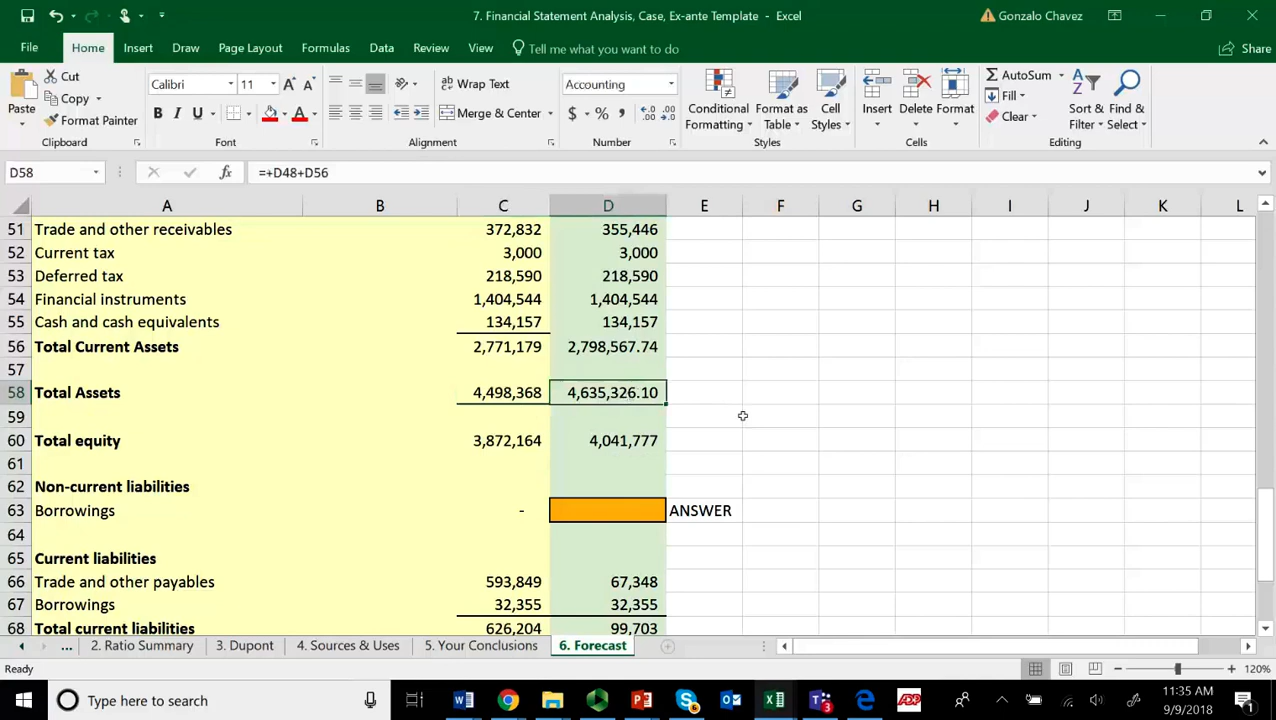 7. Financial Statement Analysis, Case, Ex-ante Template - Excel
Gonzalo Chavez
File Home Insert Draw Page Layout Formulas Data Review View Tell me what you want to do Share
Paste
Cut
Copy
Format Painter
Clipboard
Calibri 11
B I U
Font
Wrap Text
Merge & Center
Alignment
Accounting
$ % ,
Number
Conditional Formatting
Format as Table
Cell Styles
Styles
Insert
Delete
Format
Cells
AutoSum
Fill
Clear
Sort & Filter
Find & Select
Editing
D58 fx =+D48+D56
A B C D E F G H I J K L
51 Trade and other receivables 372,832 355,446
52 Current tax 3,000 3,000
53 Deferred tax 218,590 218,590
54 Financial instruments 1,404,544 1,404,544
55 Cash and cash equivalents 134,157 134,157
56 Total Current Assets 2,771,179 2,798,567.74
57
58 Total Assets 4,498,368 4,635,326.10
59
60 Total equity 3,872,164 4,041,777
61
62 Non-current liabilities
63 Borrowings - ANSWER
64
65 Current liabilities
66 Trade and other payables 593,849 67,348
67 Borrowings 32,355 32,355
68 Total current liabilities 626,204 99,703
... 2. Ratio Summary 3. Dupont 4. Sources & Uses 5. Your Conclusions 6. Forecast
Ready 120%
Type here to search
11:35 AM
9/9/2018